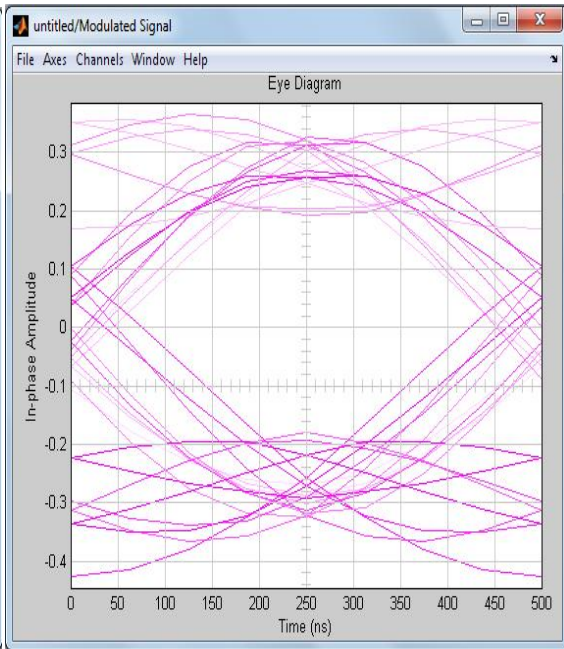 untitled/Modulated Signal
File Axes Channels Window Help
Eye Diagram
In-phase Amplitude
0.3
0.2
0.1
0
-0.1
-0.2
-0.3
-0.4
0 50 100 150 200 250 300 350 400 450 500
Time (ns)